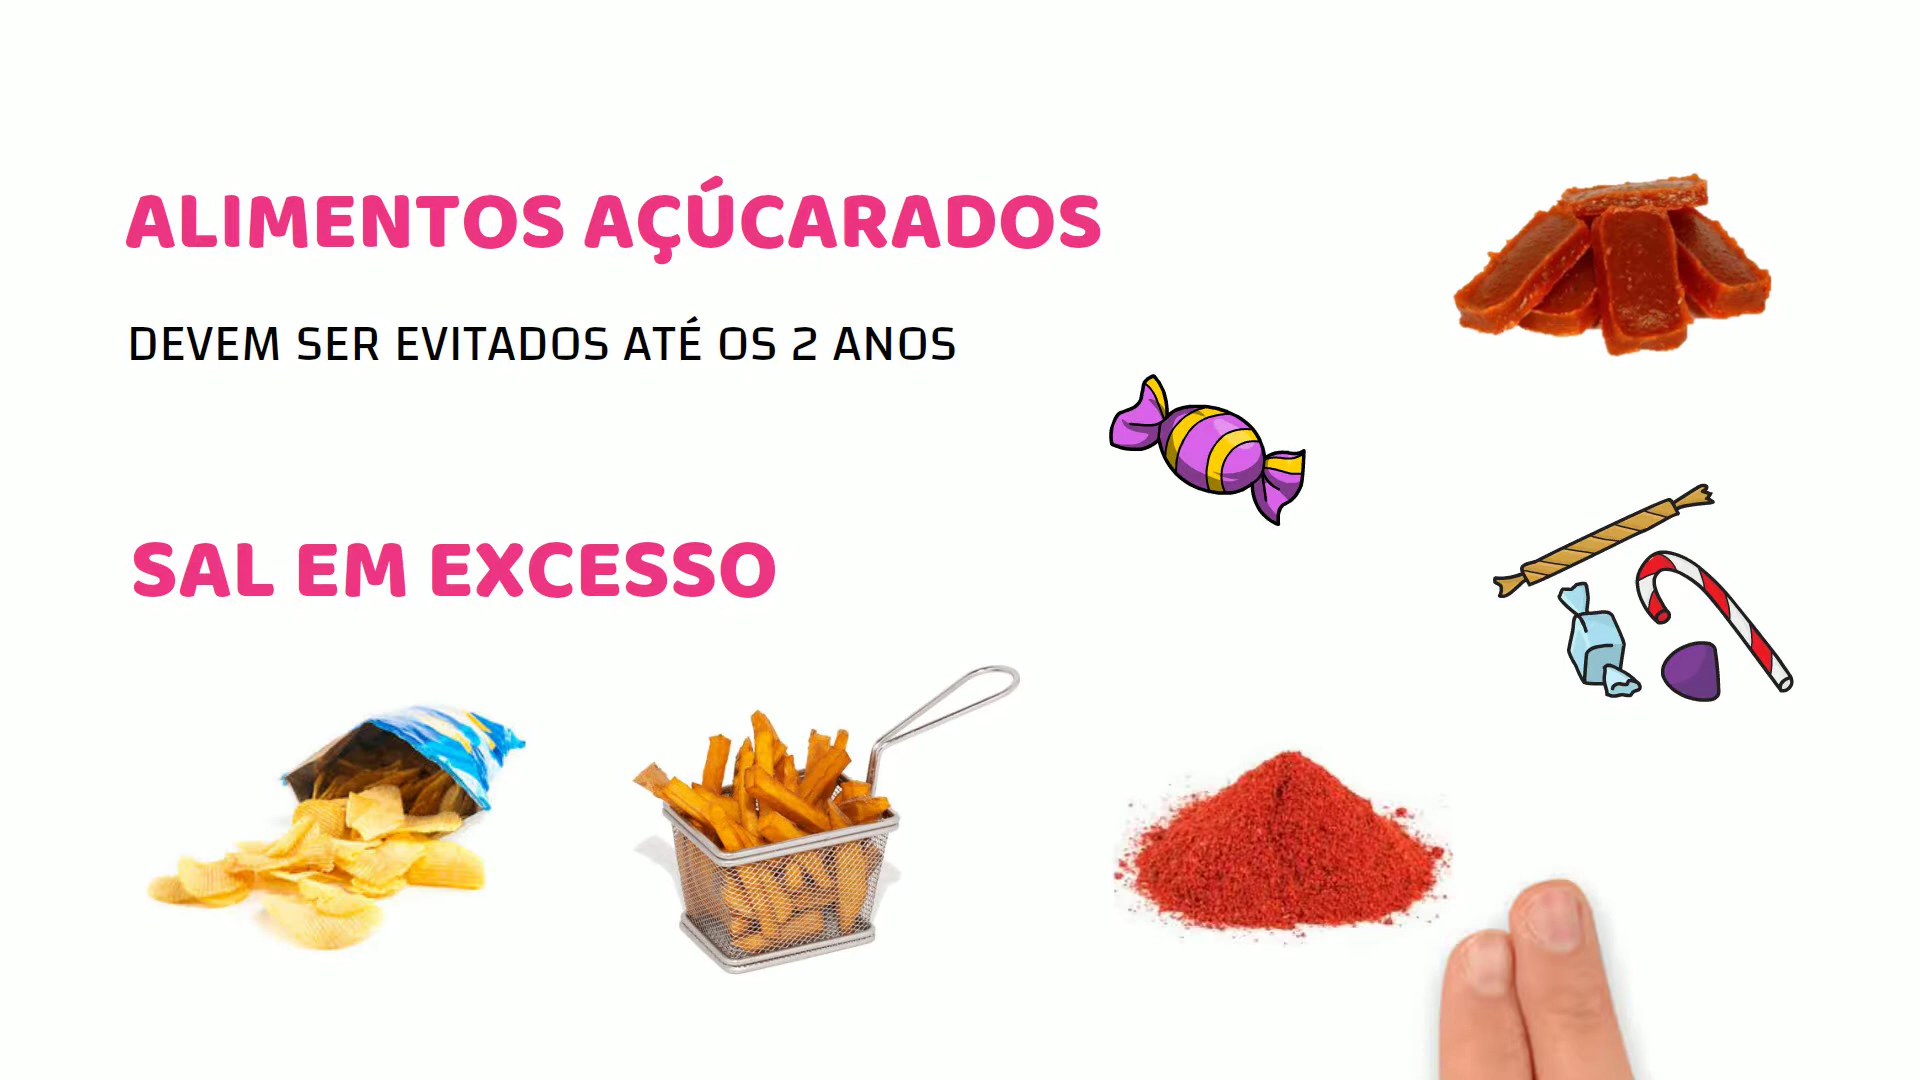 ALIMENTOS AÇÚCARADOS
DEVEM SER EVITADOS ATÉ OS 2 ANOS
SAL EM EXCESSO